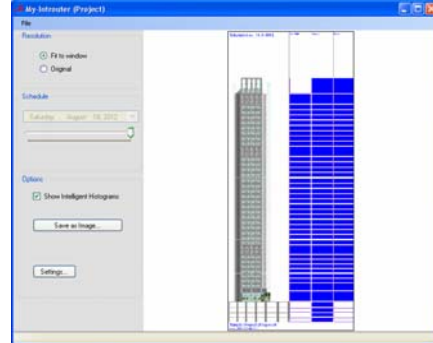 My-Introuter (Project)
File
Resolution
Fit to window
Original
Schedule
Saturday , August 18, 2012
Options
Show Intelligent Histograms
Save as Image...
Settings...